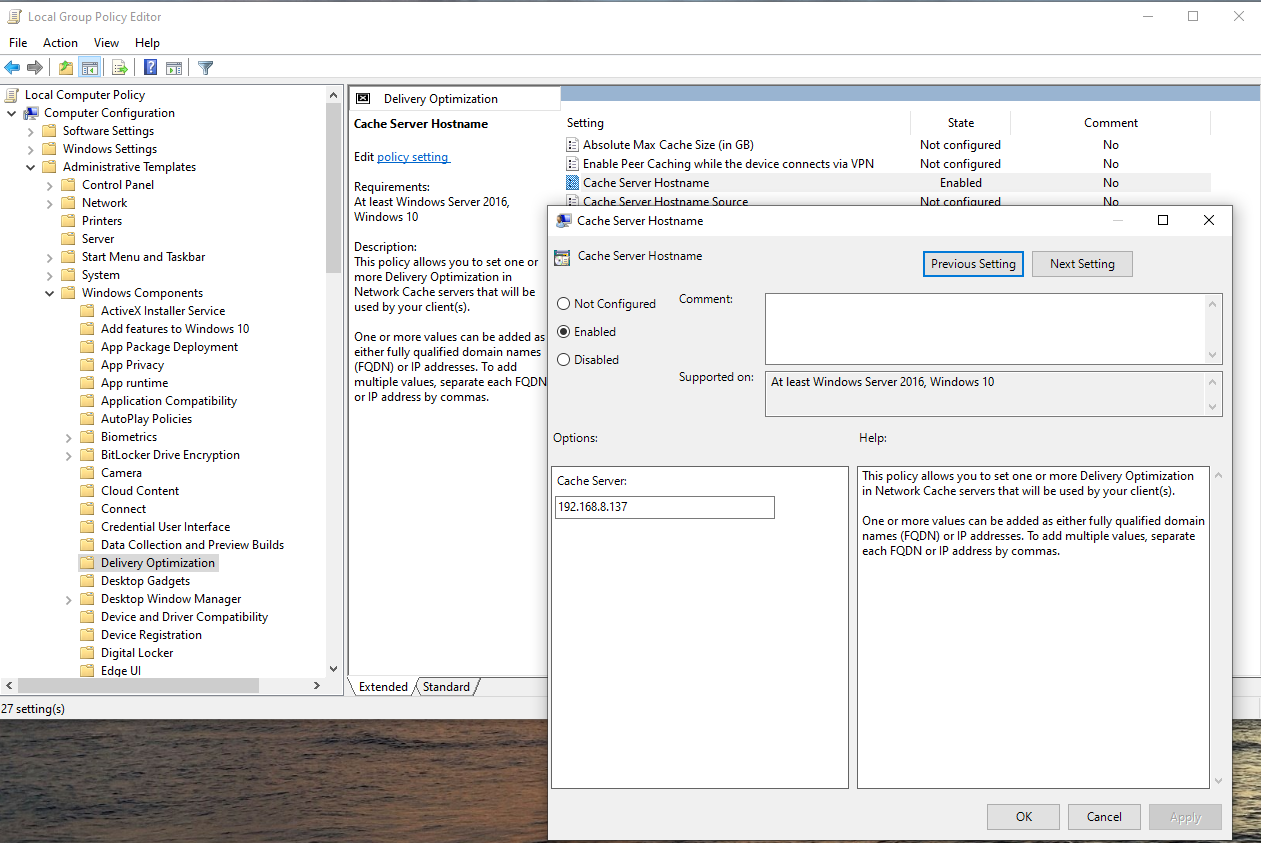 Local Group Policy Editor
File Action View Help
Local Computer Policy
Computer Configuration
Software Settings
Windows Settings
Administrative Templates
Control Panel
Network
Printers
Server
Start Menu and Taskbar
System
Windows Components
ActiveX Installer Service
Add features to Windows 10
App Package Deployment
App Privacy
App runtime
Application Compatibility
AutoPlay Policies
Biometrics
BitLocker Drive Encryption
Camera
Cloud Content
Connect
Credential User Interface
Data Collection and Preview Builds
Delivery Optimization
Desktop Gadgets
Desktop Window Manager
Device and Driver Compatibility
Device Registration
Digital Locker
Edge UI
27 setting(s)
Delivery Optimization
Cache Server Hostname
Edit policy setting
Requirements:
At least Windows Server 2016,
Windows 10
Description:
This policy allows you to set one or
more Delivery Optimization in
Network Cache servers that will be
used by your client(s).
One or more values can be added as
either fully qualified domain names
(FQDN) or IP addresses. To add
multiple values, separate each FQDN
or IP address by commas.
Setting State Comment
Absolute Max Cache Size (in GB) Not configured No
Enable Peer Caching while the device connects via VPN Not configured No
Cache Server Hostname Enabled No
Cache Server Hostname Source Not configured No
Extended Standard
Cache Server Hostname
Cache Server Hostname
Previous Setting Next Setting
Not Configured
Enabled
Disabled
Comment:
Supported on:
At least Windows Server 2016, Windows 10
Options:
Help:
Cache Server:
192.168.8.137
This policy allows you to set one or more Delivery Optimization
in Network Cache servers that will be used by your client(s).
One or more values can be added as either fully qualified domain
names (FQDN) or IP addresses. To add multiple values, separate
each FQDN or IP address by commas.
OK Cancel Apply